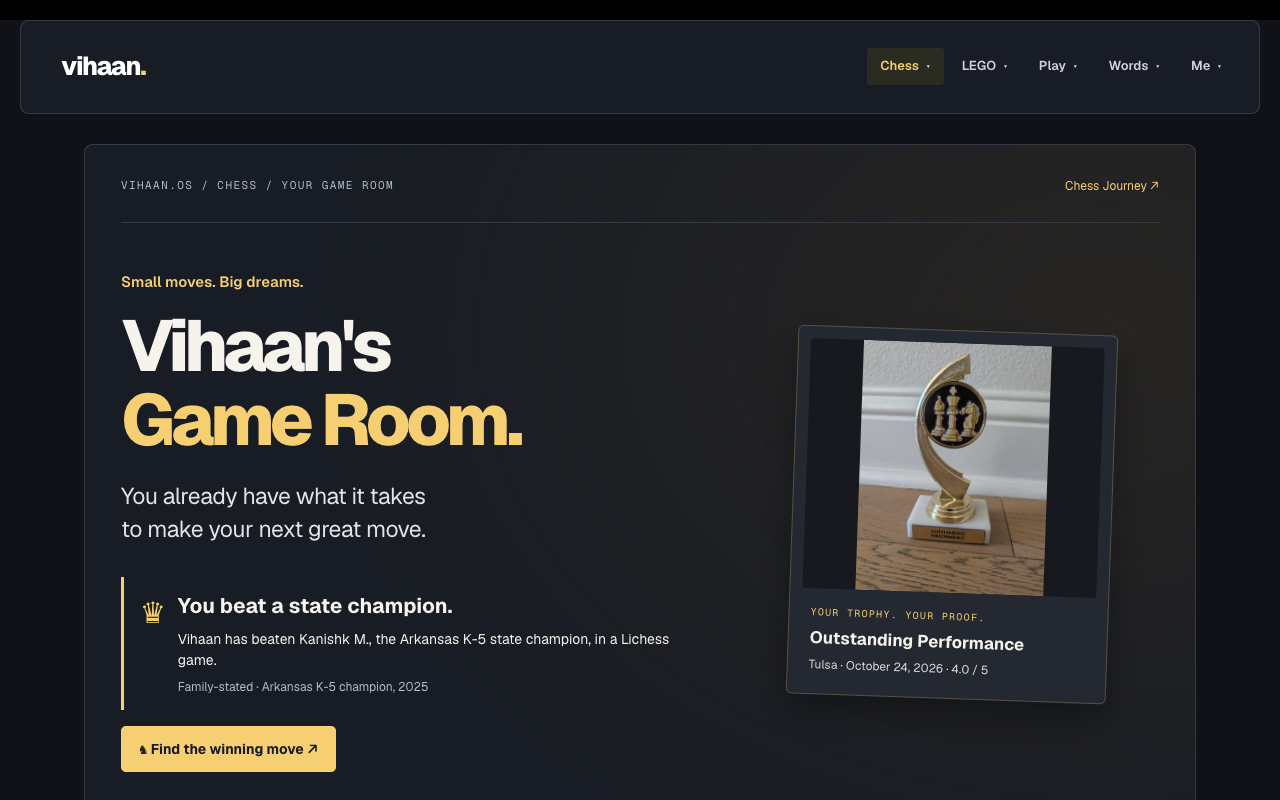 vihaan.
Chess
LEGO
Play
Words
Me
VIHAAN.OS / CHESS / YOUR GAME ROOM
Chess Journey ↗
Small moves. Big dreams.
Vihaan's
Game Room.
You already have what it takes
to make your next great move.
♛ You beat a state champion.
Vihaan has beaten Kanishk M., the Arkansas K-5 state champion, in a Lichess
game.
Family-stated · Arkansas K-5 champion, 2025
♞ Find the winning move ↗
OUTSTANDING
PERFORMANCE
YOUR TROPHY. YOUR PROOF.
Outstanding Performance
Tulsa · October 24, 2026 · 4.0 / 5